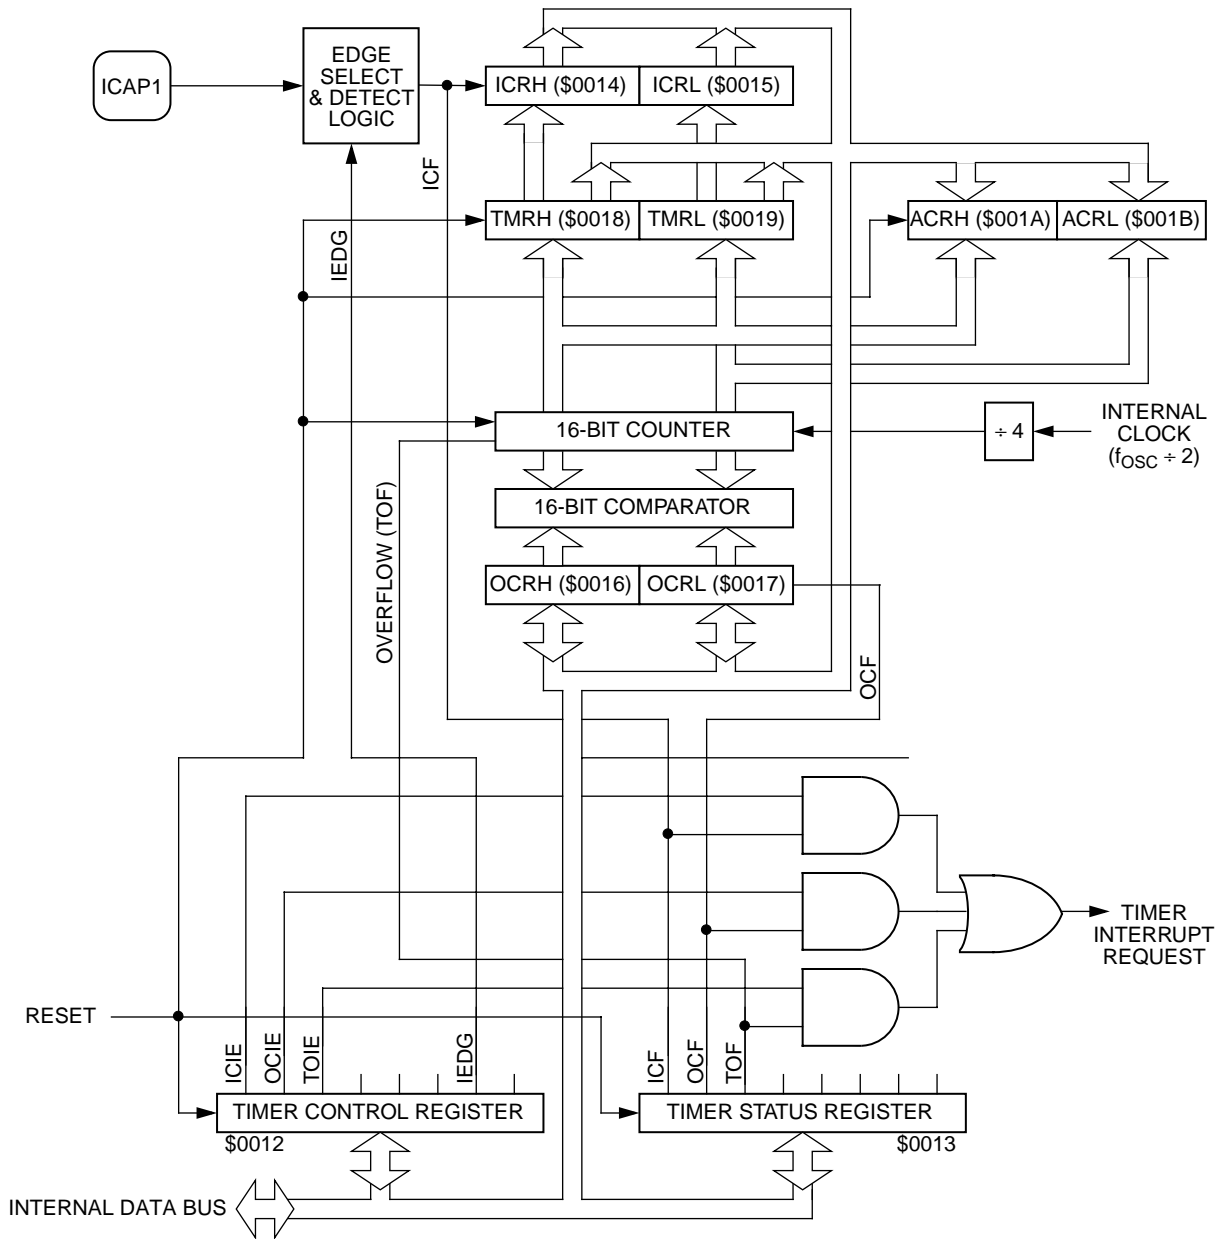 EDGE
SELECT
& DETECT
LOGIC
ICAP1
ICRH ($0014)
ICRL ($0015)
ICF
TMRH ($0018)
TMRL ($0019)
ACRH ($001A)
ACRL ($001B)
IEDG
16-BIT COUNTER
÷ 4
INTERNAL
CLOCK
(fOSC ÷ 2)
16-BIT COMPARATOR
OVERFLOW (TOF)
OCRH ($0016)
OCRL ($0017)
OCF
TIMER
INTERRUPT
REQUEST
RESET
ICIE
OCIE
TOIE
IEDG
ICF
OCF
TOF
TIMER CONTROL REGISTER
TIMER STATUS REGISTER
$0012
$0013
INTERNAL DATA BUS